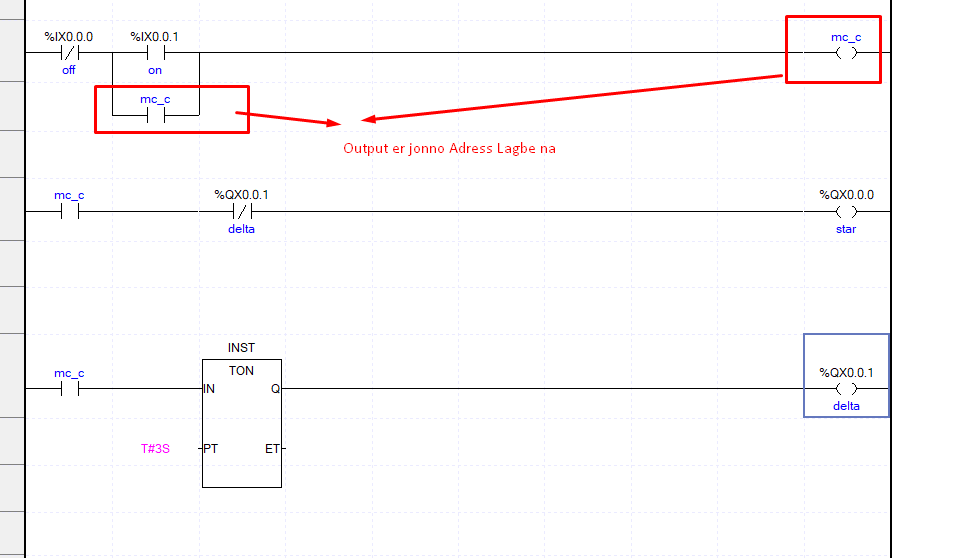 %IX0.0.0 %IX0.0.1 mc_c
off on
mc_c
Output er jonno Adress Lagbe na
mc_c %QX0.0.1 %QX0.0.0
delta star
INST
TON
mc_c IN Q %QX0.0.1
delta
T#3S PT ET